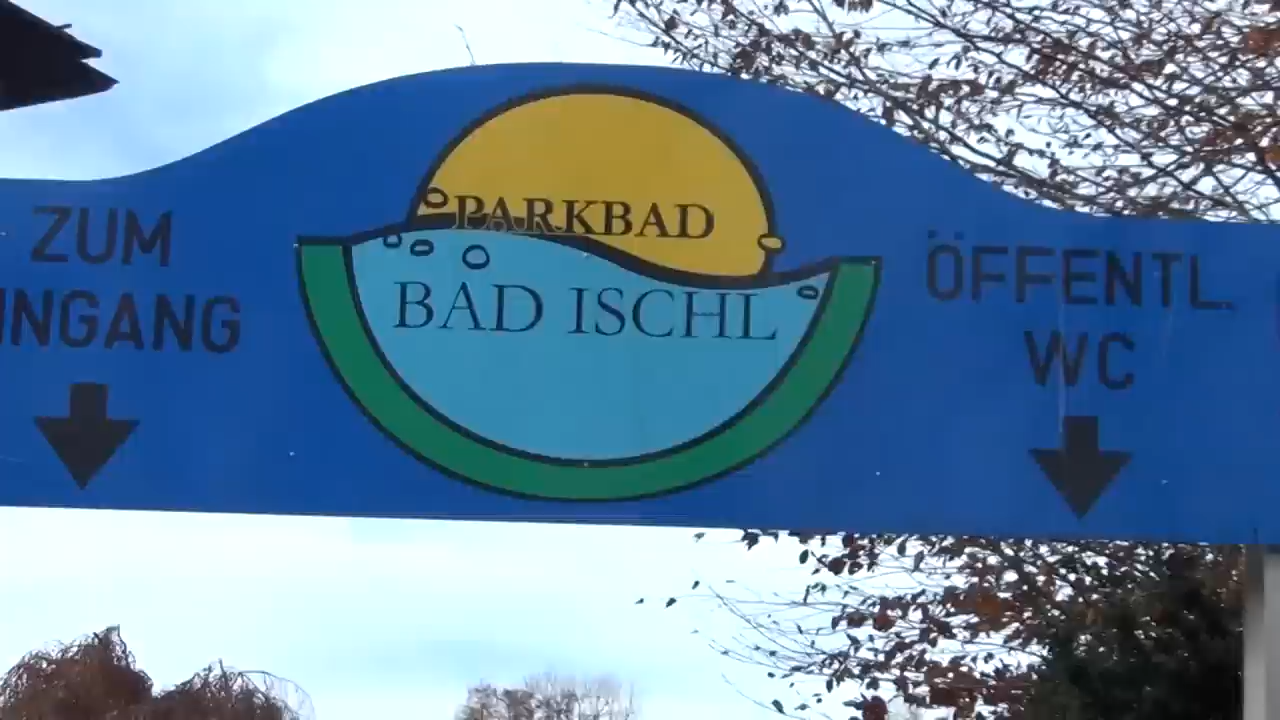 ZUM
INGANG
PARKBAD
BAD ISCHL
ÖFFENTL.
WC